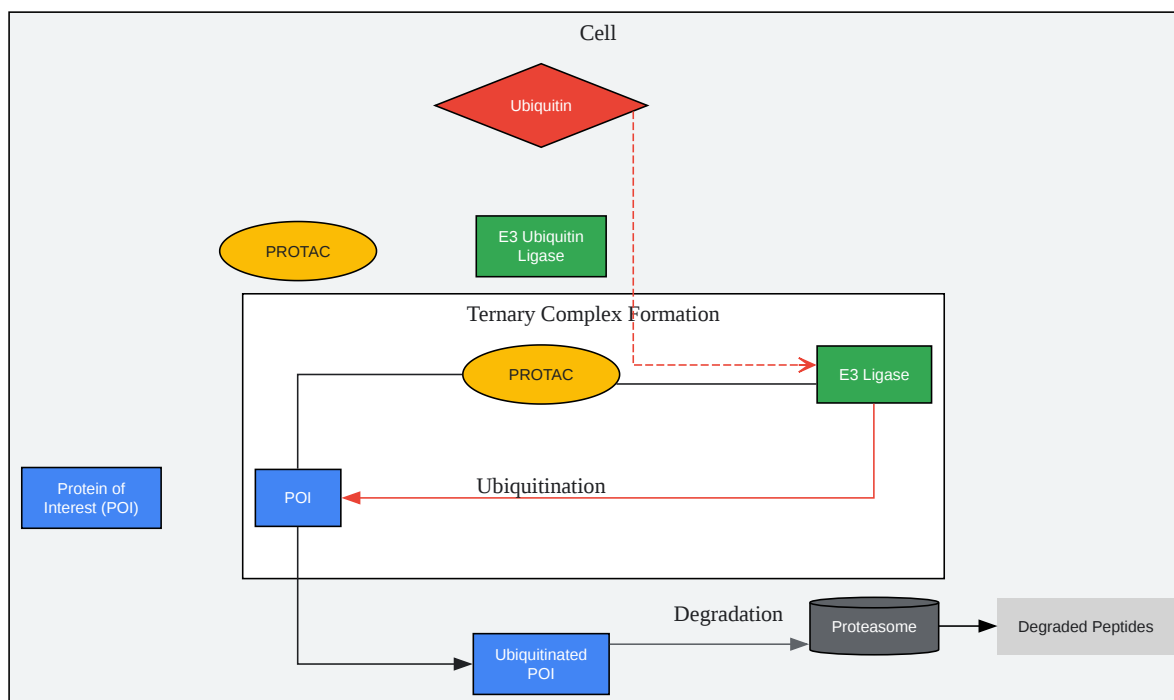 Cell
Ubiquitin
PROTAC
E3 Ubiquitin
Ligase
Ternary Complex Formation
PROTAC
E3 Ligase
Protein of
Interest (POI)
POI
Ubiquitination
Degradation
Proteasome
Degraded Peptides
Ubiquitinated
POI